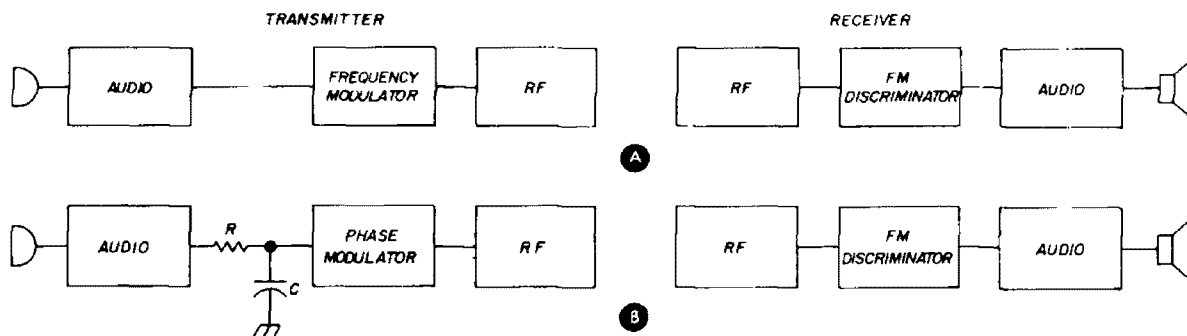 TRANSMITTER
RECEIVER
AUDIO
FREQUENCY
MODULATOR
RF
RF
FM
DISCRIMINATOR
AUDIO
A
AUDIO
R
C
PHASE
MODULATOR
RF
RF
FM
DISCRIMINATOR
AUDIO
B